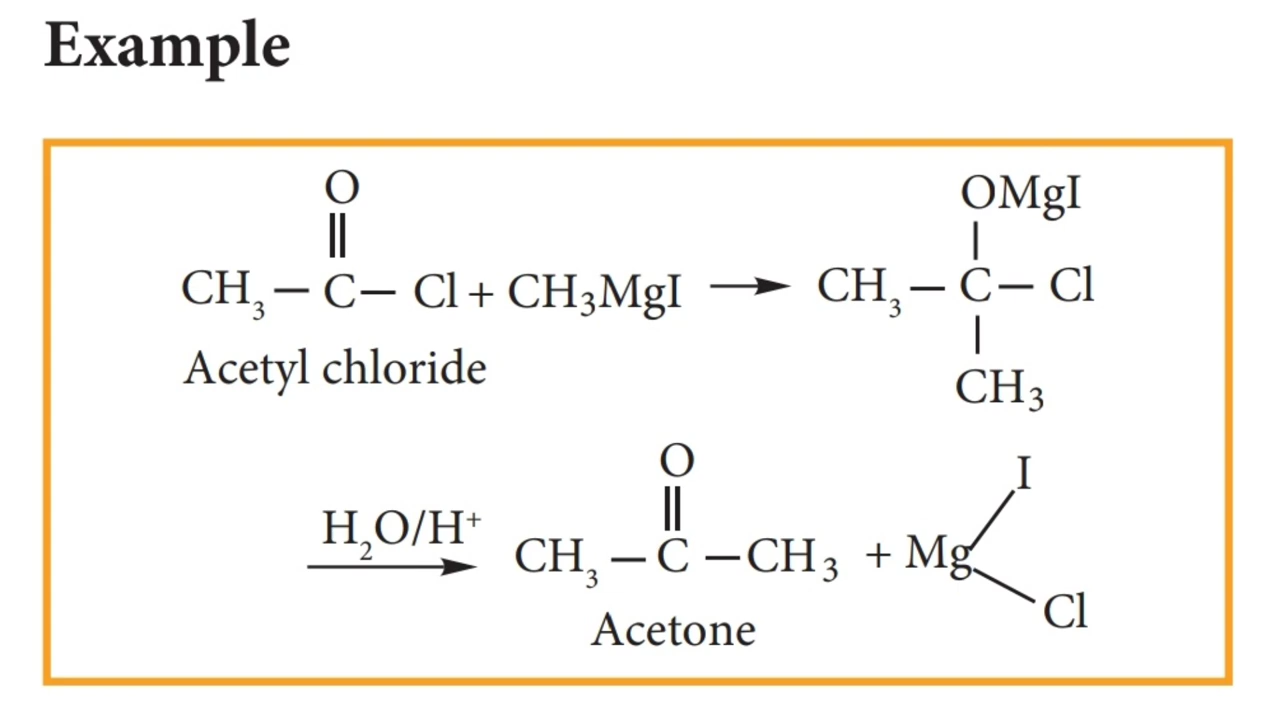 Example
O
||
CH₃ — C — Cl + CH₃MgI ⟶ CH₃ — C — Cl
OMgI
|
|
CH₃
Acetyl chloride
H₂O/H⁺
O
||
CH₃ — C — CH₃ + Mg
I
Cl
Acetone